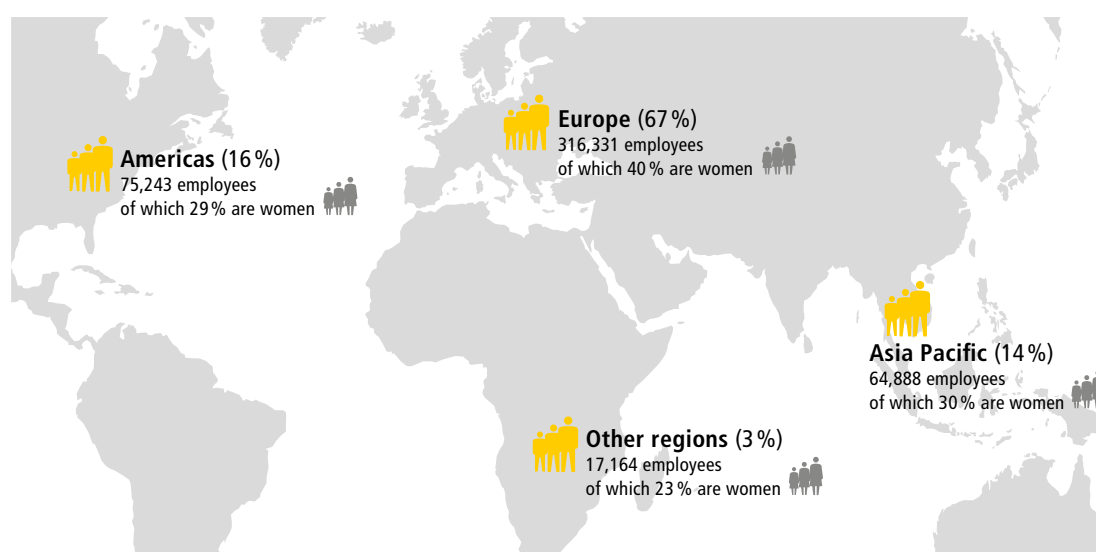 Europe (67 %)
316,331 employees
of which 40 % are women
Americas (16 %)
75,243 employees
of which 29 % are women
Asia Pacific (14 %)
64,888 employees
of which 30 % are women
Other regions (3 %)
17,164 employees
of which 23 % are women